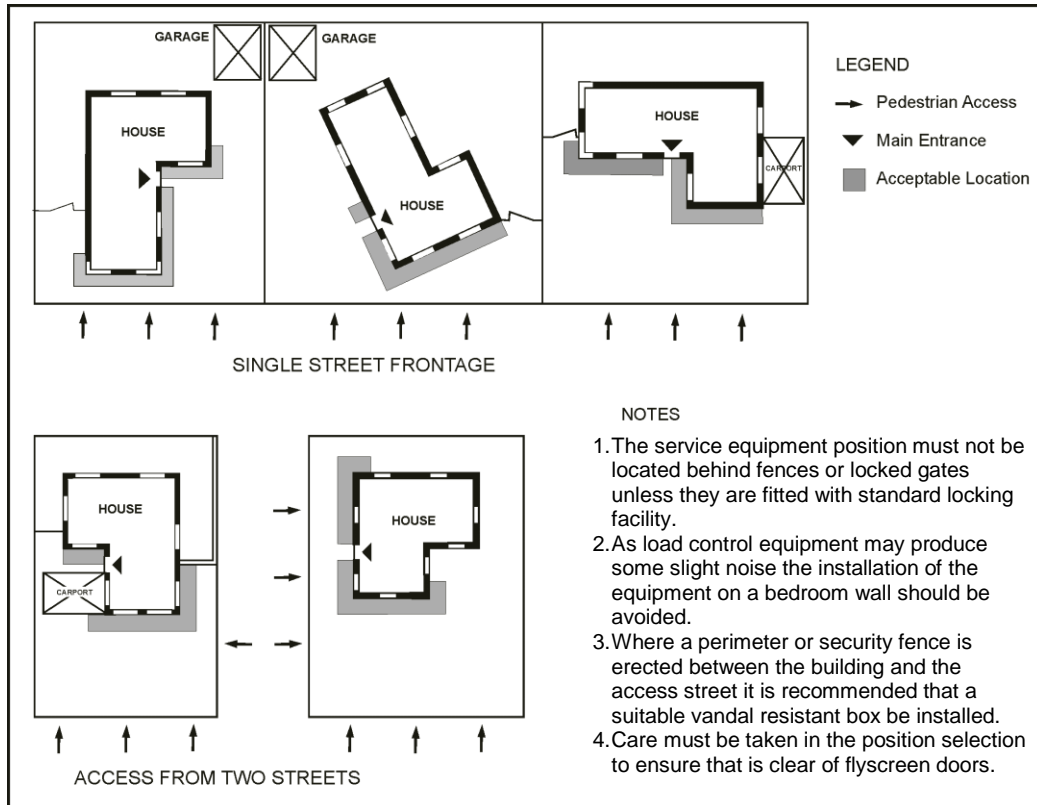 GARAGE
GARAGE
HOUSE
HOUSE
HOUSE
CARPORT
LEGEND
Pedestrian Access
Main Entrance
Acceptable Location
SINGLE STREET FRONTAGE
HOUSE
CARPORT
HOUSE
ACCESS FROM TWO STREETS
NOTES
1.The service equipment position must not be
located behind fences or locked gates
unless they are fitted with standard locking
facility.
2.As load control equipment may produce
some slight noise the installation of the
equipment on a bedroom wall should be
avoided.
3.Where a perimeter or security fence is
erected between the building and the
access street it is recommended that a
suitable vandal resistant box be installed.
4.Care must be taken in the position selection
to ensure that is clear of flyscreen doors.